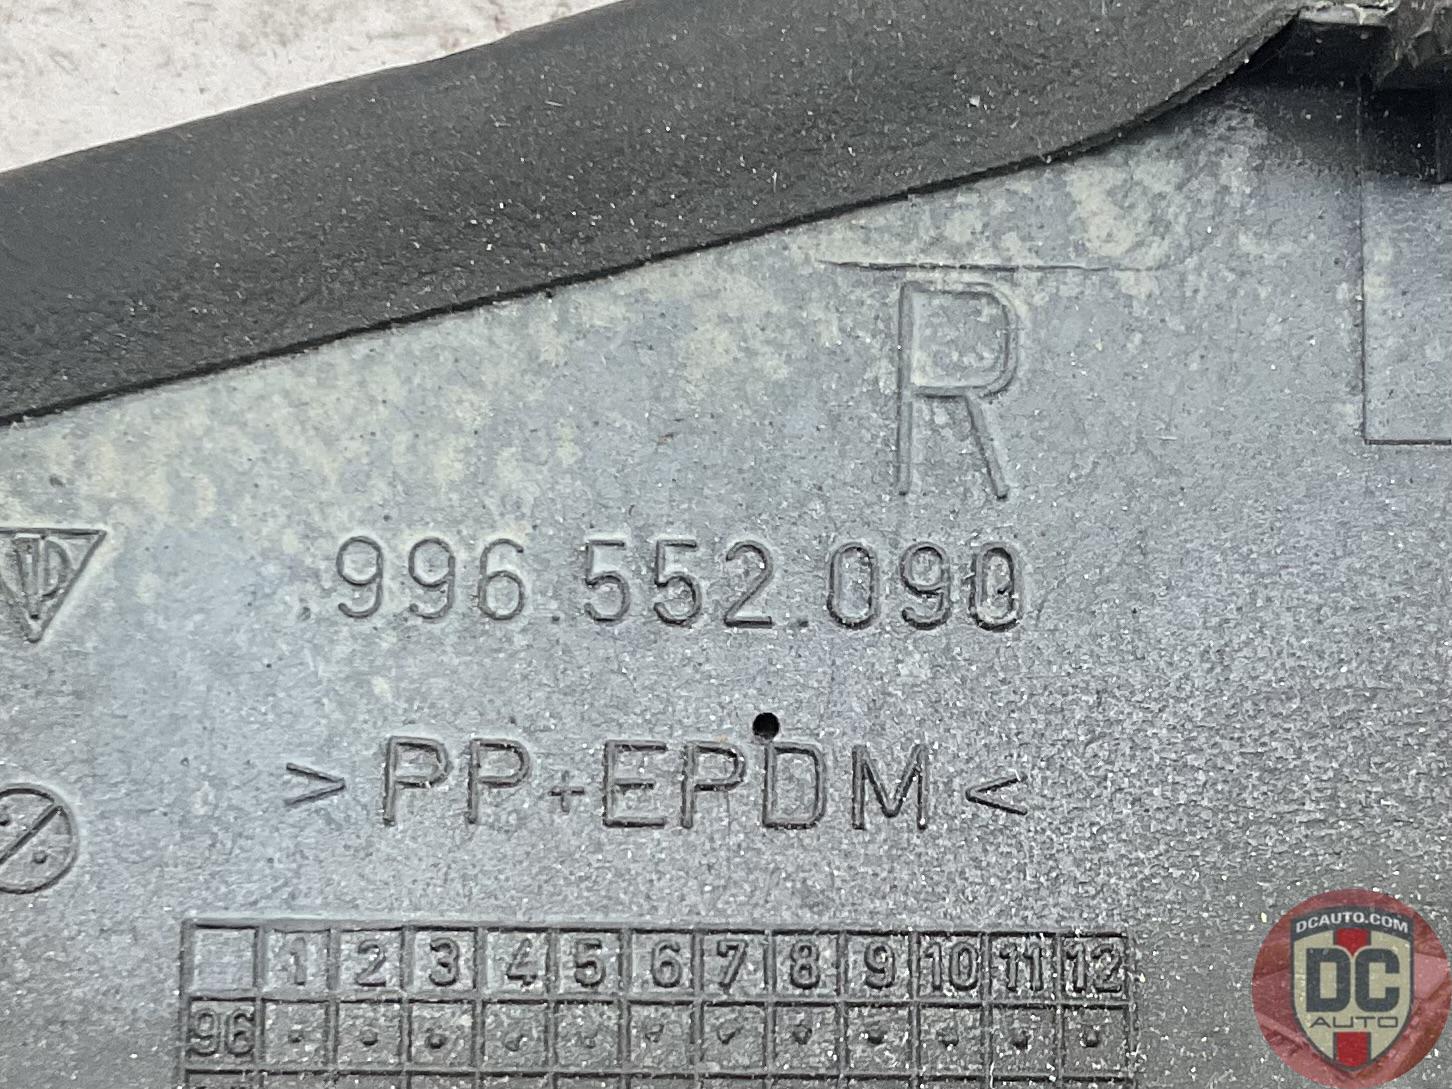 R
996.552.090
>PP+EPDM<
1 2 3 4 5 6 7 8 9 10 11 12
96
DCAUTO.COM
DC
AUTO